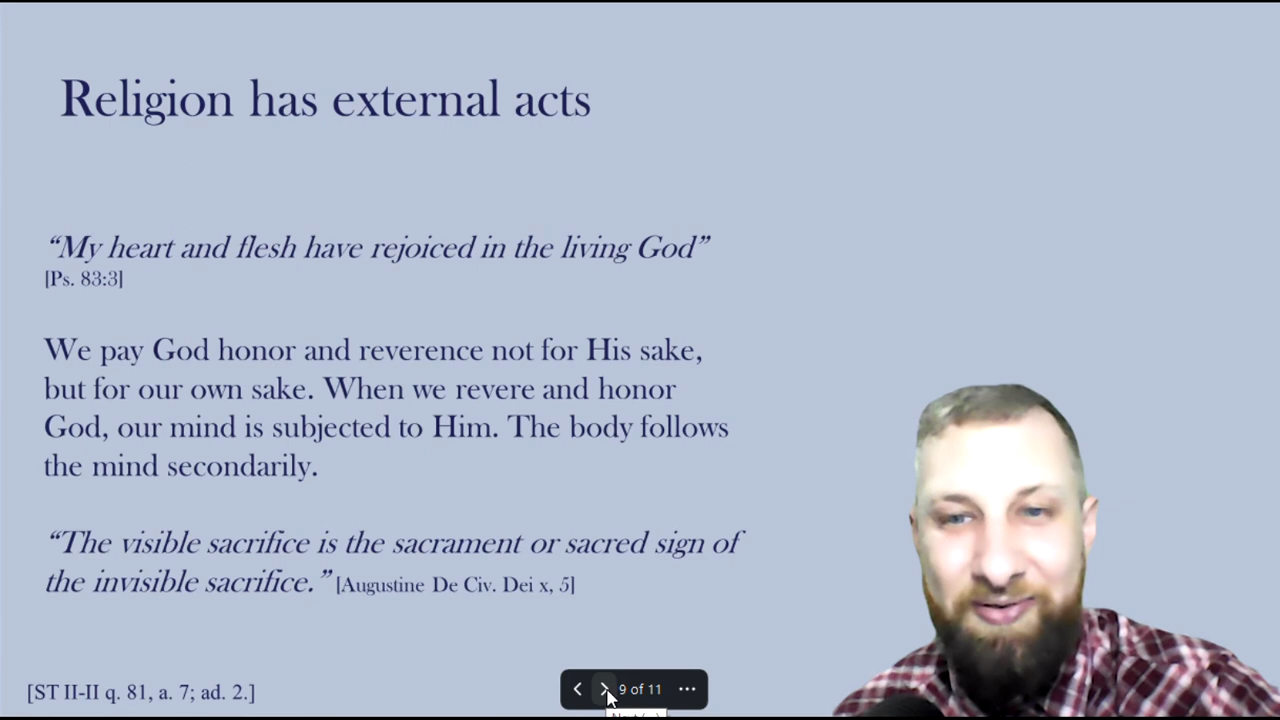 Religion has external acts
“My heart and flesh have rejoiced in the living God”
[Ps. 83:3]
We pay God honor and reverence not for His sake,
but for our own sake. When we revere and honor
God, our mind is subjected to Him. The body follows
the mind secondarily.
“The visible sacrifice is the sacrament or sacred sign of
the invisible sacrifice.” [Augustine De Civ. Dei x, 5]
[ST II-II q. 81, a. 7; ad. 2.]
9 of 11